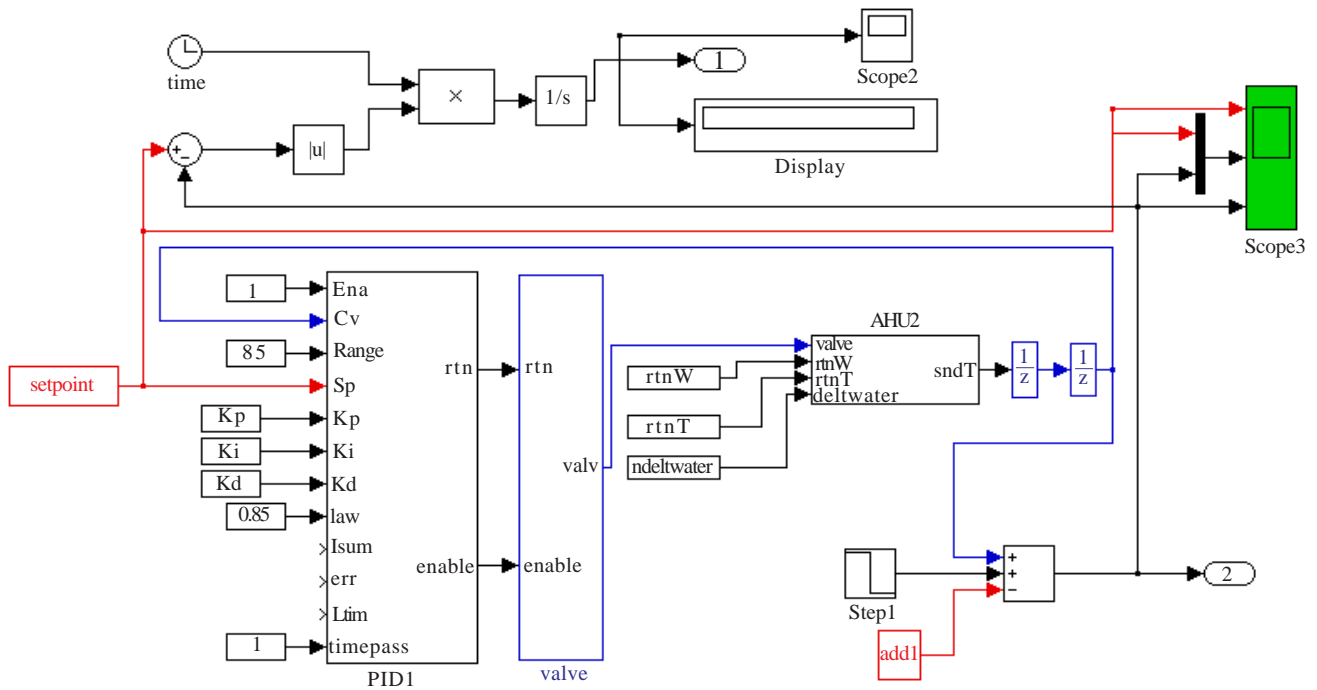 time
×
1/s
1
Scope2
Display
+
−
|u|
Scope3
setpoint
1
85
Kp
Ki
Kd
0.85
1
Ena
Cv
Range
Sp
Kp
Ki
Kd
law
Isum
err
Ltim
timepass
rtn
enable
PID1
rtn
enable
valv
valve
rtnW
rtnT
ndeltwater
AHU2
valve
rtnW
rtnT
deltwater
sndT
1
z
1
z
Step1
add1
+
+
−
2